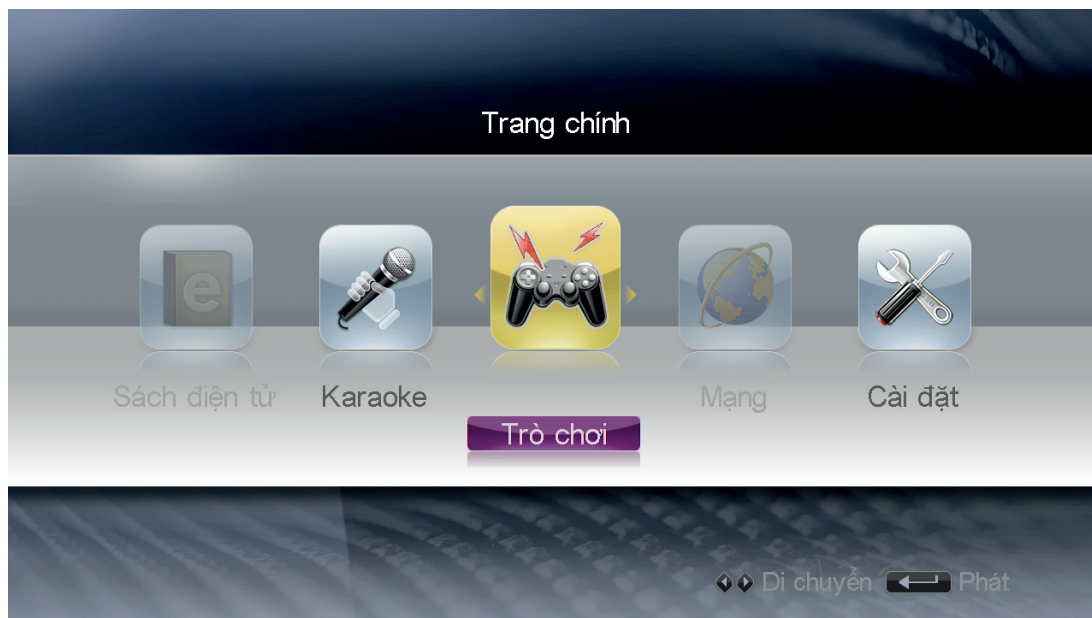 Trang chính
e
Sách điện tử Karaoke Mạng Cài đặt
Trò chơi
Di chuyển Phát